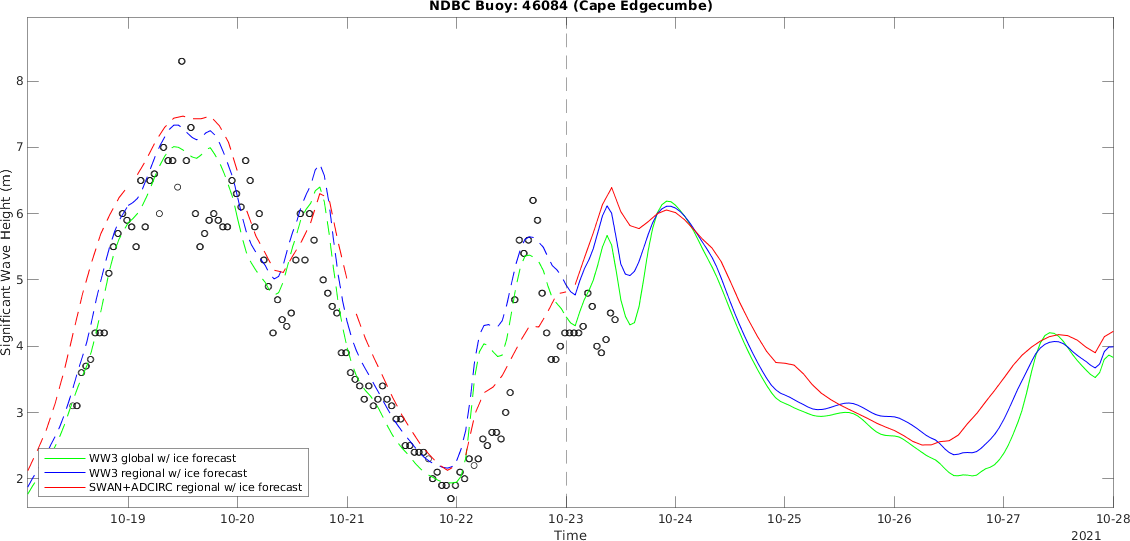 NDBC Buoy: 46084 (Cape Edgecumbe)
Significant Wave Height (m)
8
7
6
5
4
3
2
WW3 global w/ ice forecast
WW3 regional w/ ice forecast
SWAN+ADCIRC regional w/ ice forecast
10-19 10-20 10-21 10-22 10-23 10-24 10-25 10-26 10-27 10-28
Time
2021